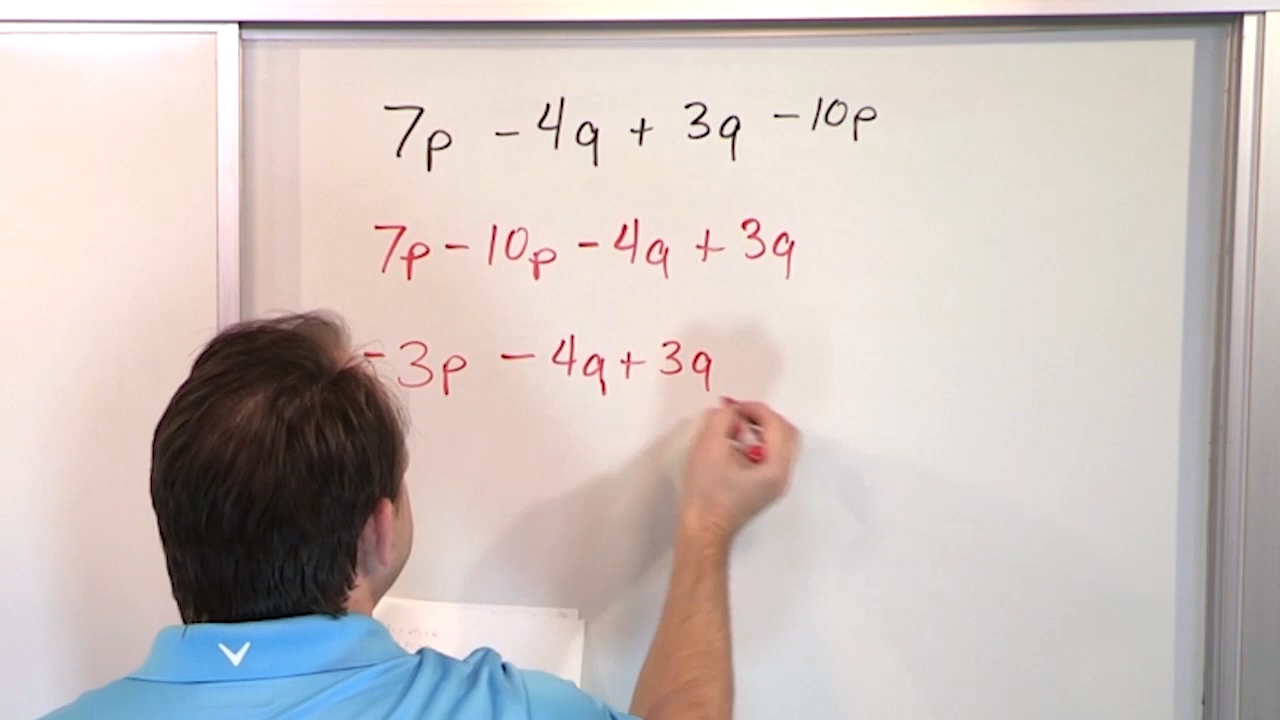 7p - 4q + 3q - 10p
7p - 10p - 4q + 3q
- 3p - 4q + 3q